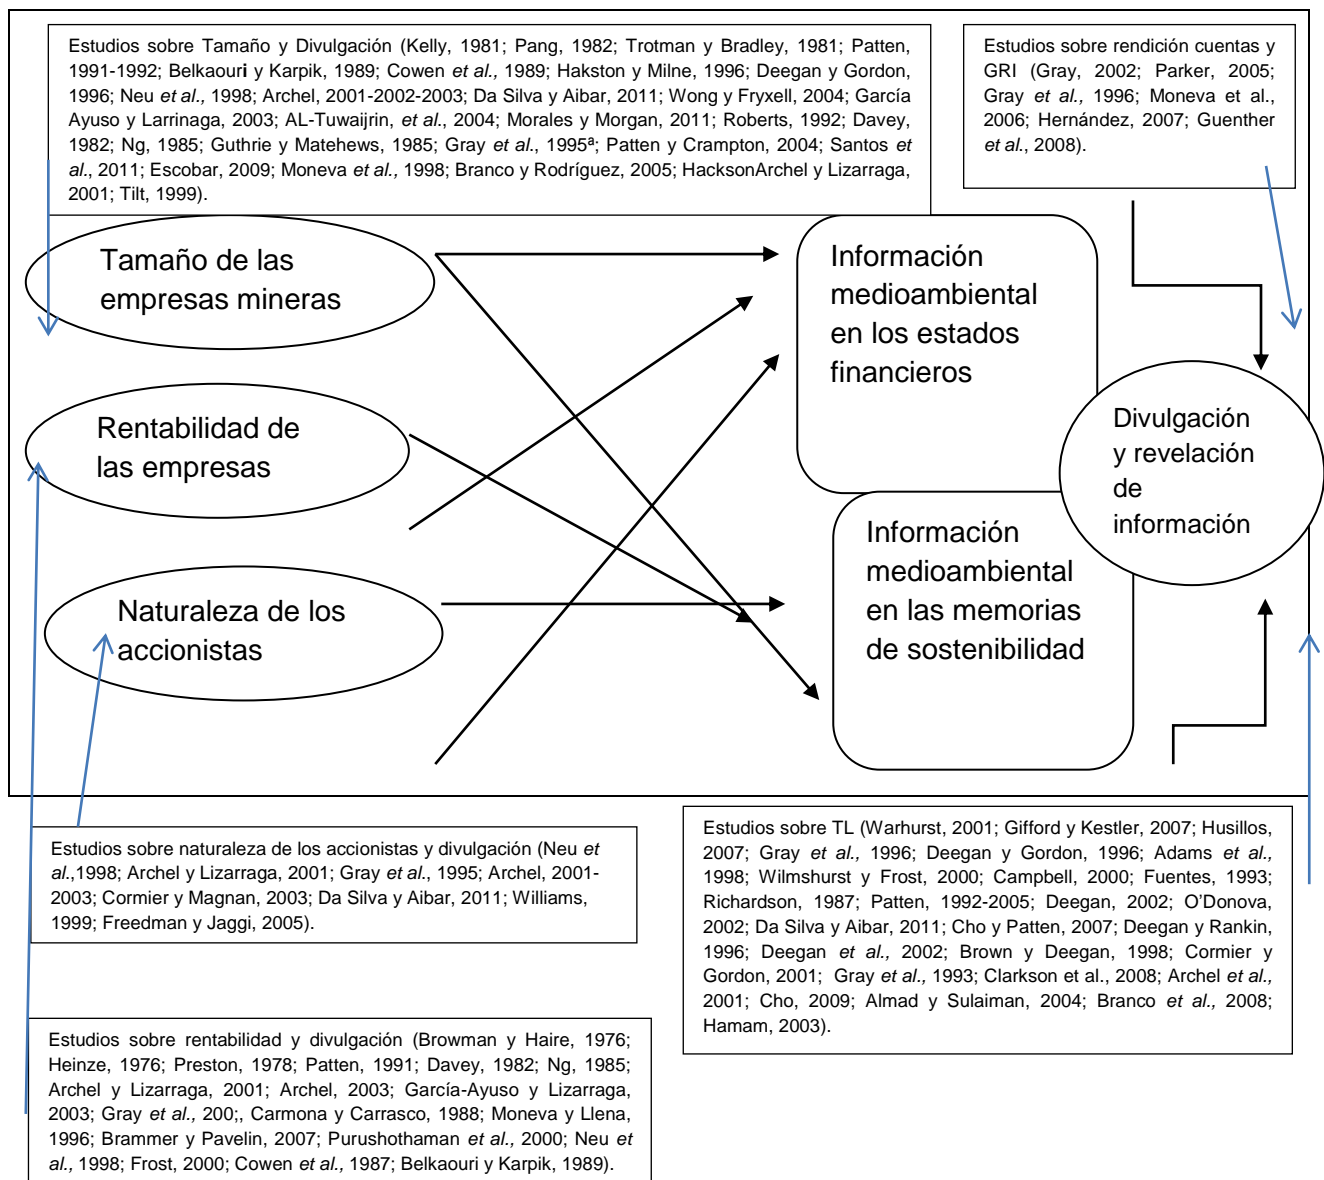 Estudios sobre Tamaño y Divulgación (Kelly, 1981; Pang, 1982; Trotman y Bradley, 1981; Patten,
1991-1992; Belkaouri y Karpik, 1989; Cowen et al., 1989; Hakston y Milne, 1996; Deegan y Gordon,
1996; Neu et al., 1998; Archel, 2001-2002-2003; Da Silva y Aibar, 2011; Wong y Fryxell, 2004; García
Ayuso y Larrinaga, 2003; AL-Tuwaijrin, et al., 2004; Morales y Morgan, 2011; Roberts, 1992; Davey,
1982; Ng, 1985; Guthrie y Matehews, 1985; Gray et al., 1995ª; Patten y Crampton, 2004; Santos et
al., 2011; Escobar, 2009; Moneva et al., 1998; Branco y Rodríguez, 2005; HacksonArchel y Lizarraga,
2001; Tilt, 1999).
Estudios sobre rendición cuentas y
GRI (Gray, 2002; Parker, 2005;
Gray et al., 1996; Moneva et al.,
2006; Hernández, 2007; Guenther
et al., 2008).
Tamaño de las
empresas mineras
Información
medioambiental
en los estados
financieros
Rentabilidad de
las empresas
Divulgación
y revelación
de
información
Naturaleza de los
accionistas
Información
medioambiental
en las memorias
de sostenibilidad
Estudios sobre naturaleza de los accionistas y divulgación (Neu et
al.,1998; Archel y Lizarraga, 2001; Gray et al., 1995; Archel, 2001-
2003; Cormier y Magnan, 2003; Da Silva y Aibar, 2011; Williams,
1999; Freedman y Jaggi, 2005).
Estudios sobre TL (Warhurst, 2001; Gifford y Kestler, 2007; Husillos,
2007; Gray et al., 1996; Deegan y Gordon, 1996; Adams et al.,
1998; Wilmshurst y Frost, 2000; Campbell, 2000; Fuentes, 1993;
Richardson, 1987; Patten, 1992-2005; Deegan, 2002; O'Donova,
2002; Da Silva y Aibar, 2011; Cho y Patten, 2007; Deegan y Rankin,
1996; Deegan et al., 2002; Brown y Deegan, 1998; Cormier y
Gordon, 2001; Gray et al., 1993; Clarkson et al., 2008; Archel et al.,
2001; Cho, 2009; Almad y Sulaiman, 2004; Branco et al., 2008;
Hamam, 2003).
Estudios sobre rentabilidad y divulgación (Browman y Haire, 1976;
Heinze, 1976; Preston, 1978; Patten, 1991; Davey, 1982; Ng, 1985;
Archel y Lizarraga, 2001; Archel, 2003; García-Ayuso y Lizarraga,
2003; Gray et al., 200;, Carmona y Carrasco, 1988; Moneva y Llena,
1996; Brammer y Pavelin, 2007; Purushothaman et al., 2000; Neu et
al., 1998; Frost, 2000; Cowen et al., 1987; Belkaouri y Karpik, 1989).